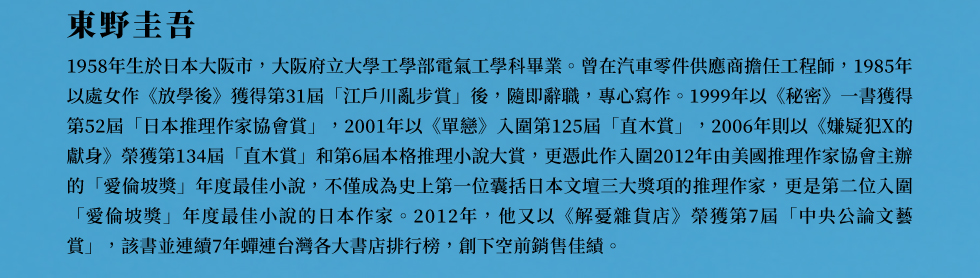 東野圭吾
1958年生於日本大阪市，大阪府立大學工學部電氣工學科畢業。曾在汽車零件供應商擔任工程師，1985年
以處女作《放學後》獲得第31屆「江戶川亂步賞」後，隨即辭職，專心寫作。1999年以《秘密》一書獲得
第52屆「日本推理作家協會賞」，2001年以《單戀》入圍第125屆「直木賞」，2006年則以《嫌疑犯X的
獻身》榮獲第134屆「直木賞」和第6屆本格推理小說大賞，更憑此作入圍2012年由美國推理作家協會主辦
的「愛倫坡獎」年度最佳小說，不僅成為史上第一位囊括日本文壇三大獎項的推理作家，更是第二位入圍
「愛倫坡獎」年度最佳小說的日本作家。2012年，他又以《解憂雜貨店》榮獲第7屆「中央公論文藝
賞」，該書並連續7年蟬連台灣各大書店排行榜，創下空前銷售佳績。